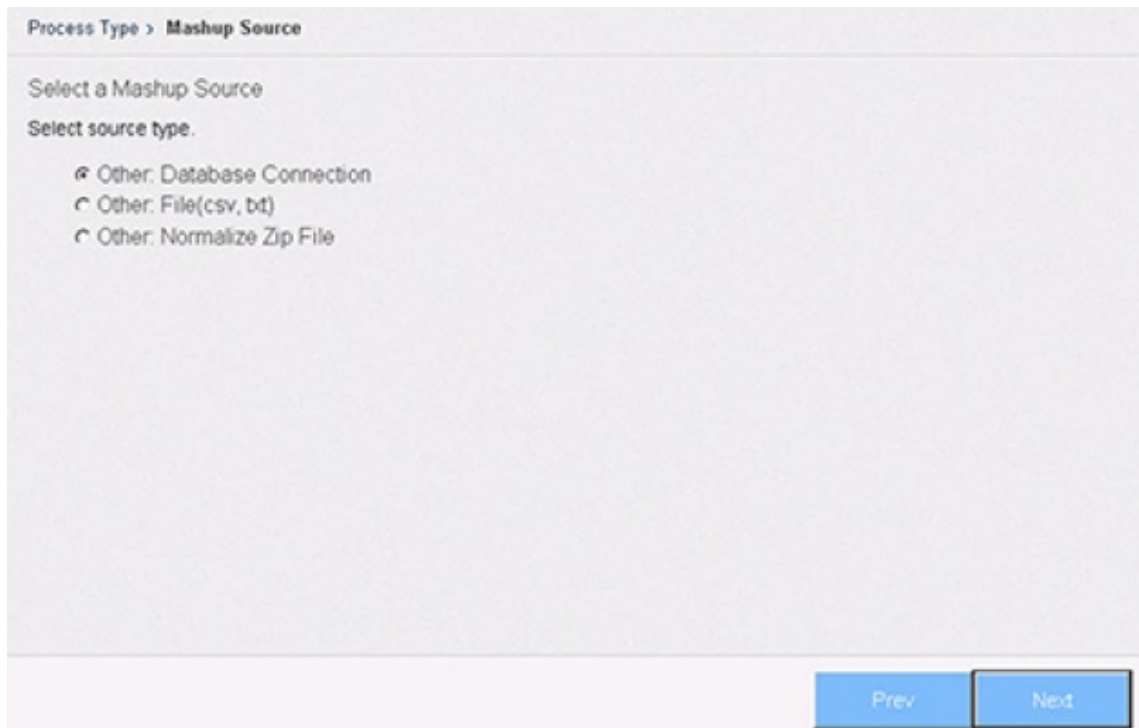 Process Type > Mashup Source
Select a Mashup Source
Select source type.
Other: Database Connection
Other: File(csv, txt)
Other: Normalize Zip File
Prev Next